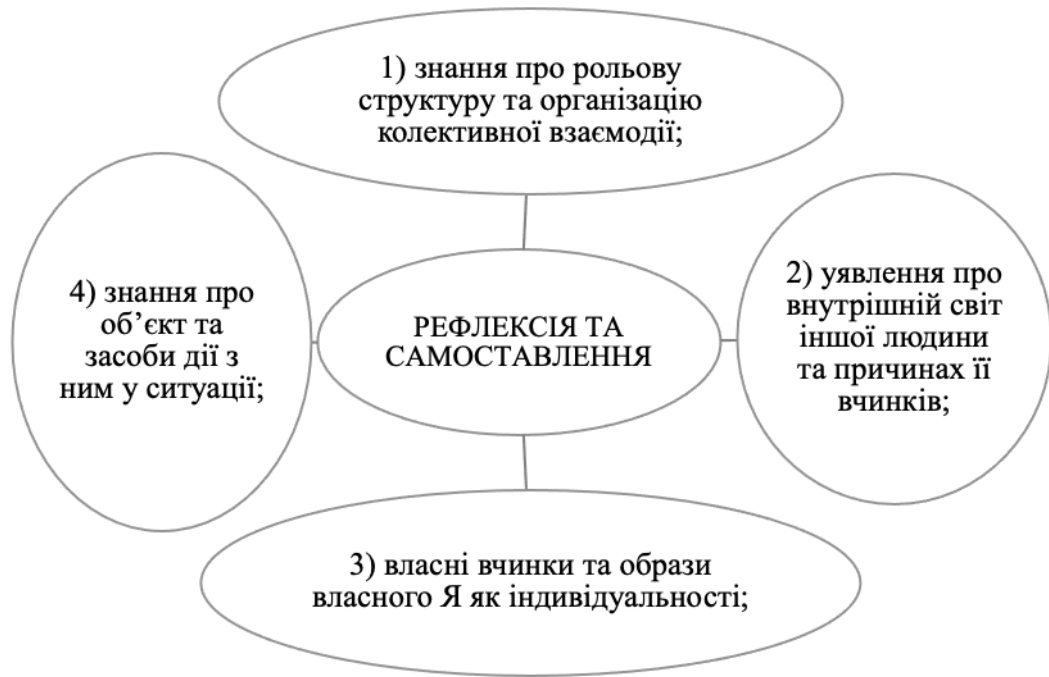 1) знання про рольову
структуру та організацію
колективної взаємодії;
4) знання про
об’єкт та
засоби дії з
ним у ситуації;
РЕФЛЕКСІЯ ТА
САМОСТАВЛЕННЯ
2) уявлення про
внутрішній світ
іншої людини
та причинах її
вчинків;
3) власні вчинки та образи
власного Я як індивідуальності;